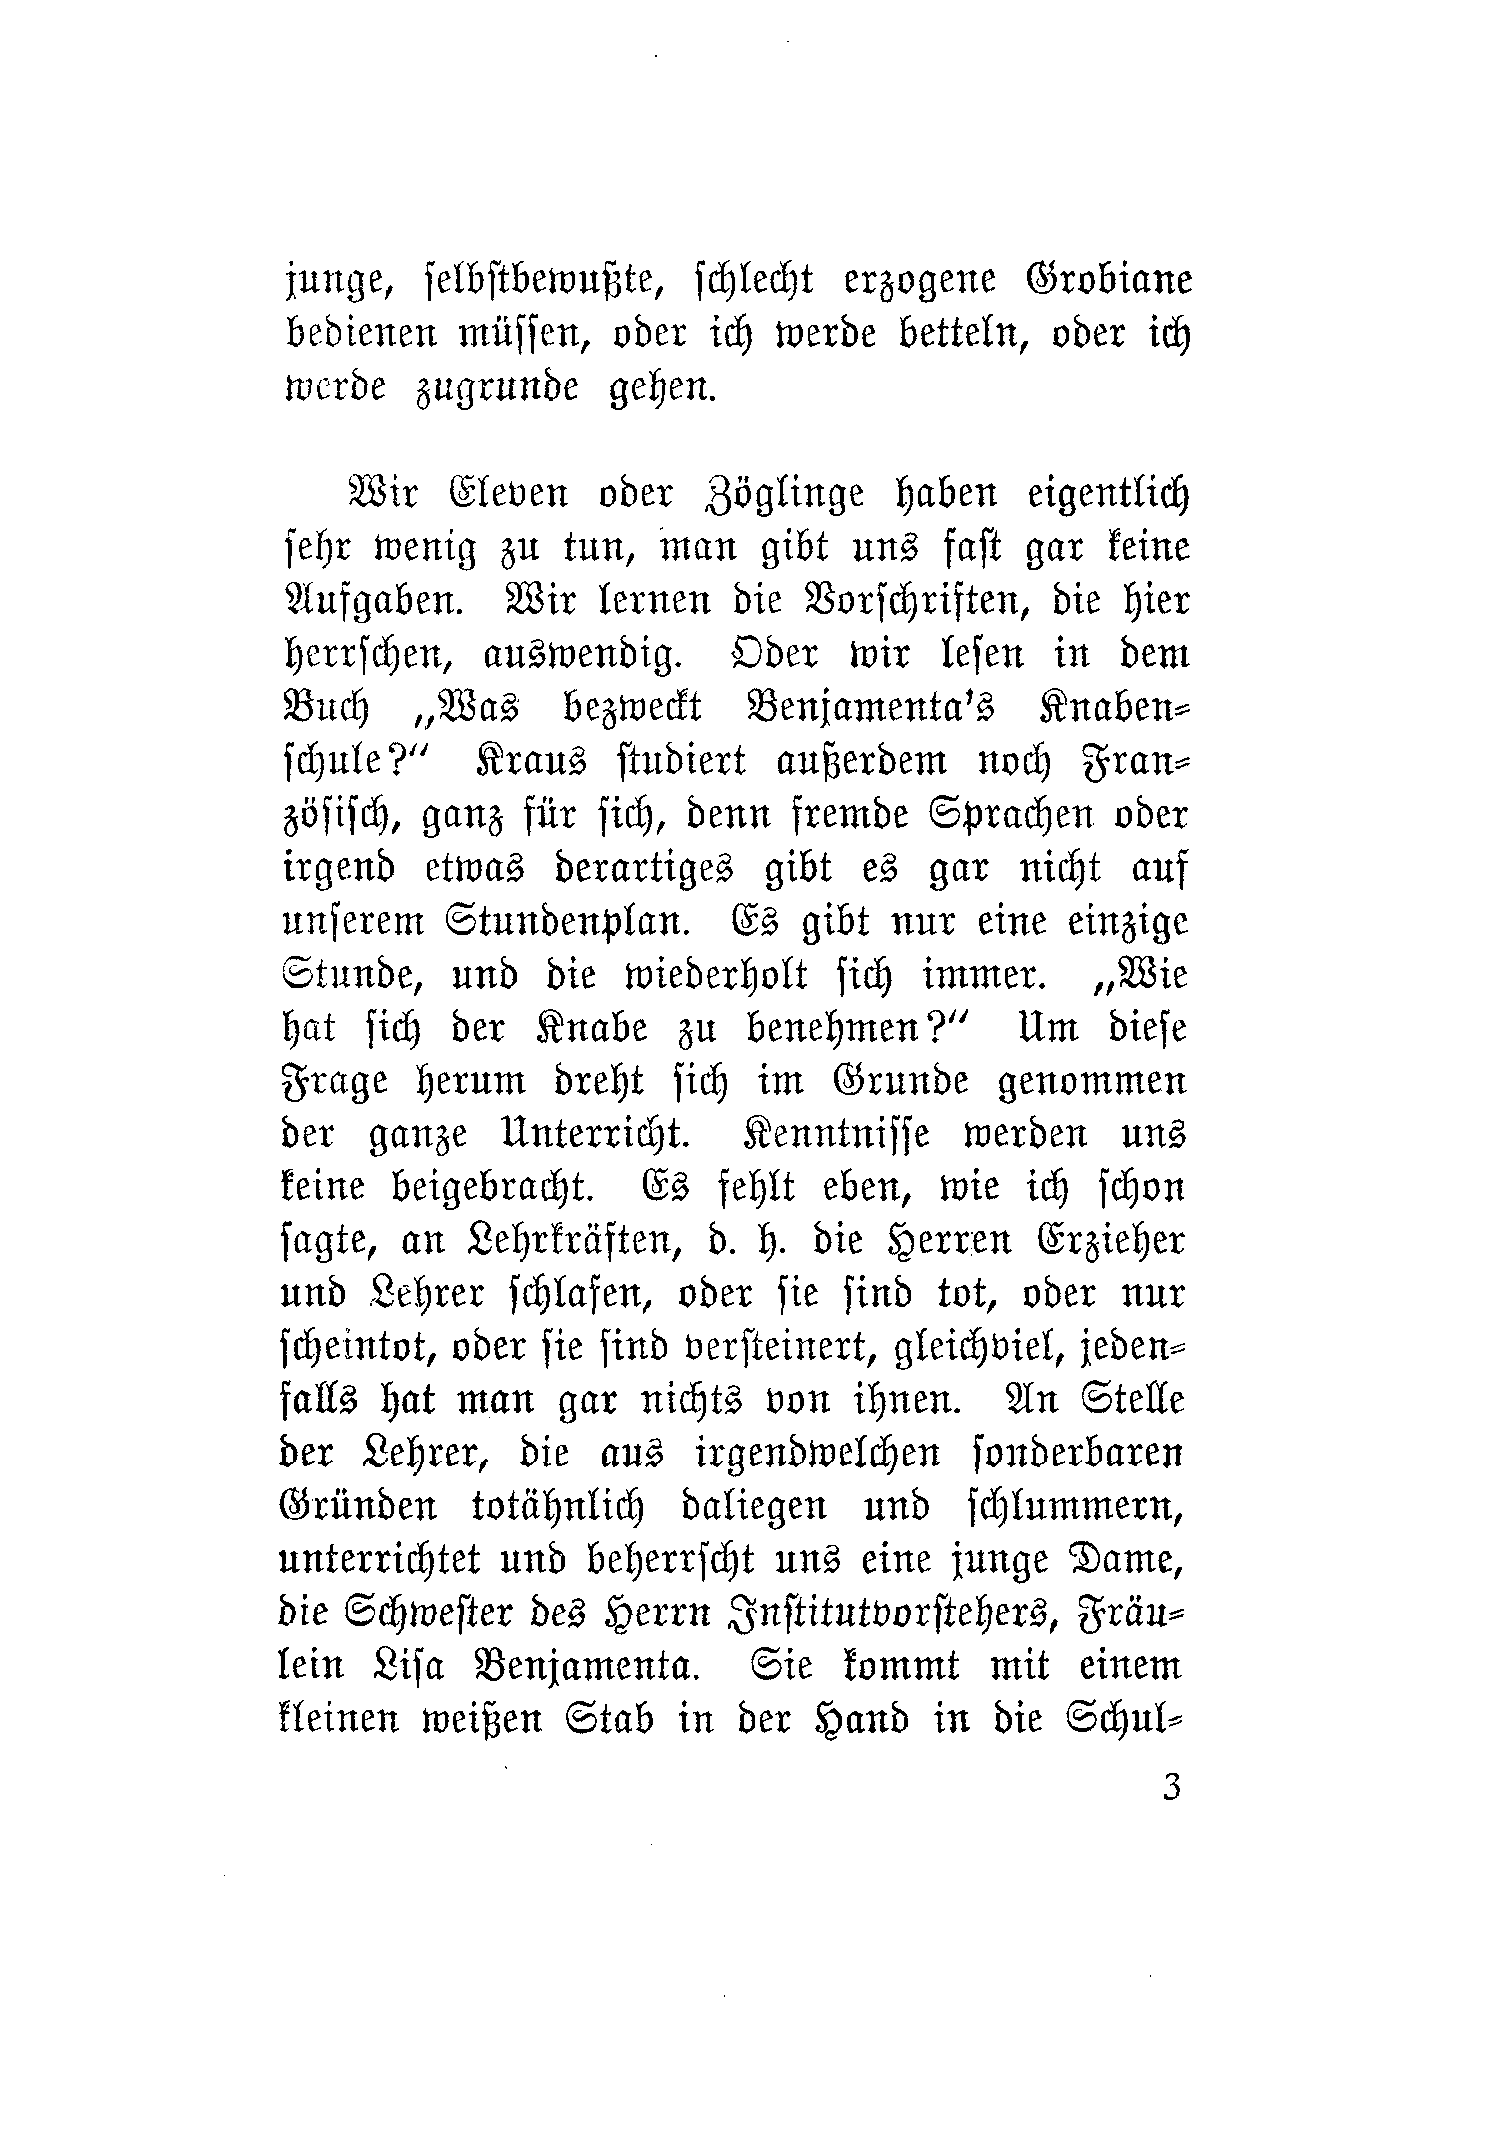 junge, ſelbſtbewußte, ſchlecht erzogene Grobiane
bedienen müſſen, oder ich werde betteln, oder ich
werde zugrunde gehen.
Wir Eleven oder Zöglinge haben eigentlich
ſehr wenig zu tun, man gibt uns faſt gar keine
Aufgaben. Wir lernen die Vorſchriften, die hier
herrſchen, auswendig. Oder wir leſen in dem
Buch „Was bezweckt Benjamenta's Knaben⸗
ſchule?“ Kraus ſtudiert außerdem noch Fran⸗
zöſiſch, ganz für ſich, denn fremde Sprachen oder
irgend etwas derartiges gibt es gar nicht auf
unſerem Stundenplan. Es gibt nur eine einzige
Stunde, und die wiederholt ſich immer. „Wie
hat ſich der Knabe zu benehmen?“ Um dieſe
Frage herum dreht ſich im Grunde genommen
der ganze Unterricht. Kenntniſſe werden uns
keine beigebracht. Es fehlt eben, wie ich ſchon
ſagte, an Lehrkräften, d. h. die Herren Erzieher
und Lehrer ſchlafen, oder ſie ſind tot, oder nur
ſcheintot, oder ſie ſind verſteinert, gleichviel, jeden⸗
falls hat man gar nichts von ihnen. An Stelle
der Lehrer, die aus irgendwelchen ſonderbaren
Gründen totähnlich daliegen und ſchlummern,
unterrichtet und beherrſcht uns eine junge Dame,
die Schweſter des Herrn Inſtitutvorſtehers, Fräu⸗
lein Liſa Benjamenta. Sie kommt mit einem
kleinen weißen Stab in der Hand in die Schul⸗
3